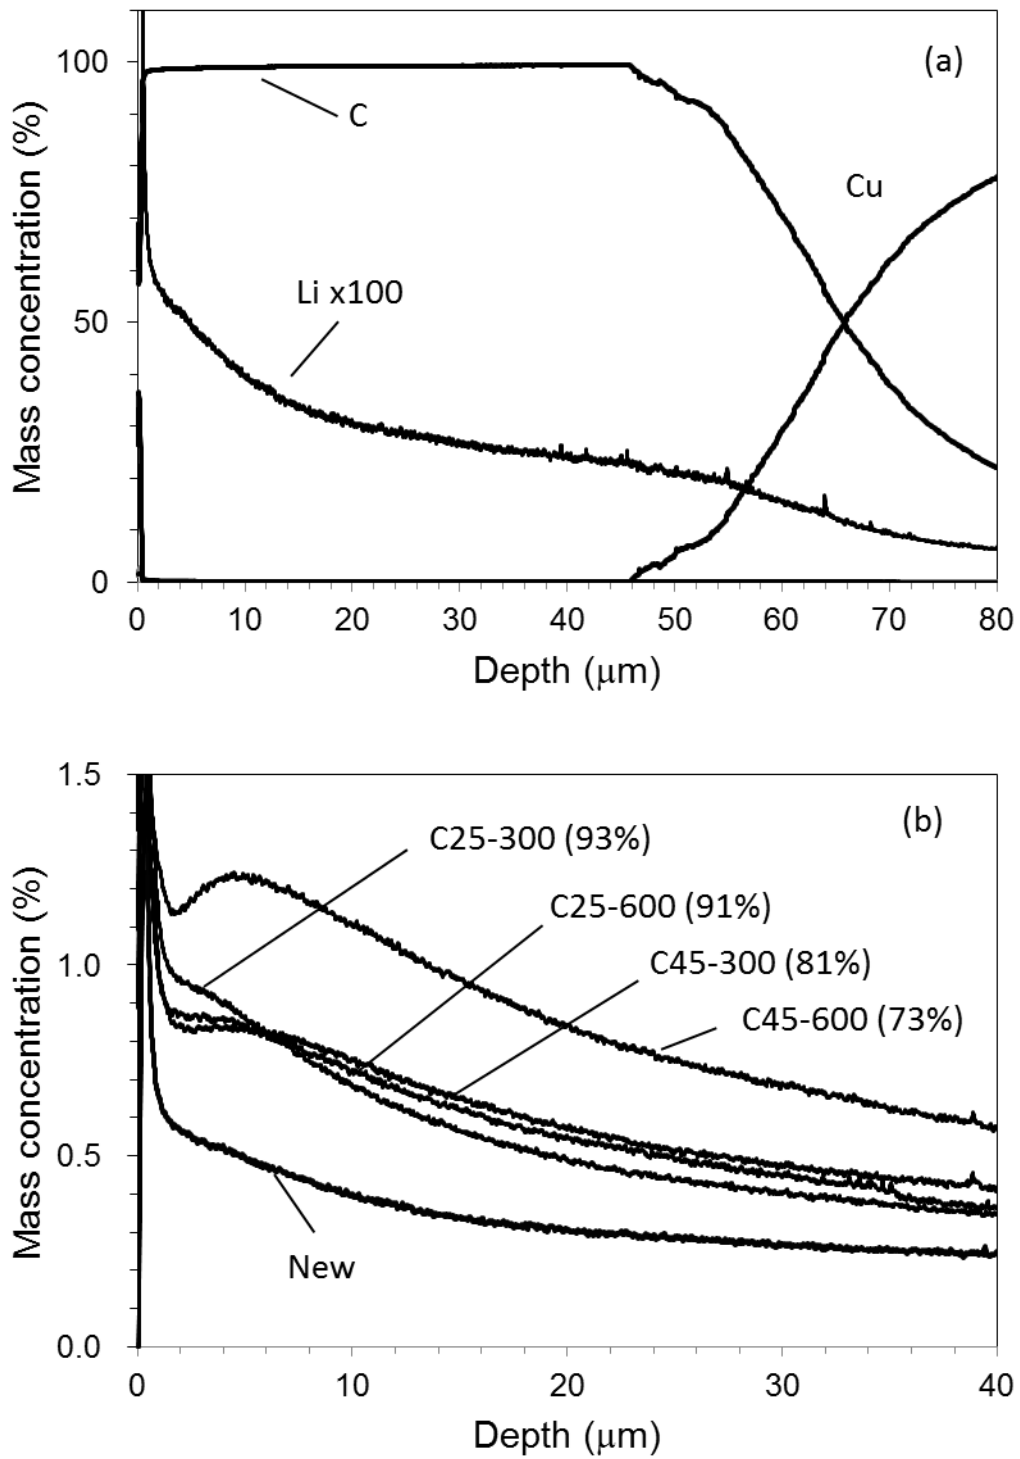 (a)
100
C
Cu
Li x100
50
0
Mass concentration (%)
0 10 20 30 40 50 60 70 80
Depth (μm)
1.5
(b)
C25-300 (93%)
C25-600 (91%)
C45-300 (81%)
1.0
C45-600 (73%)
0.5
New
0.0
Mass concentration (%)
0 10 20 30 40
Depth (μm)